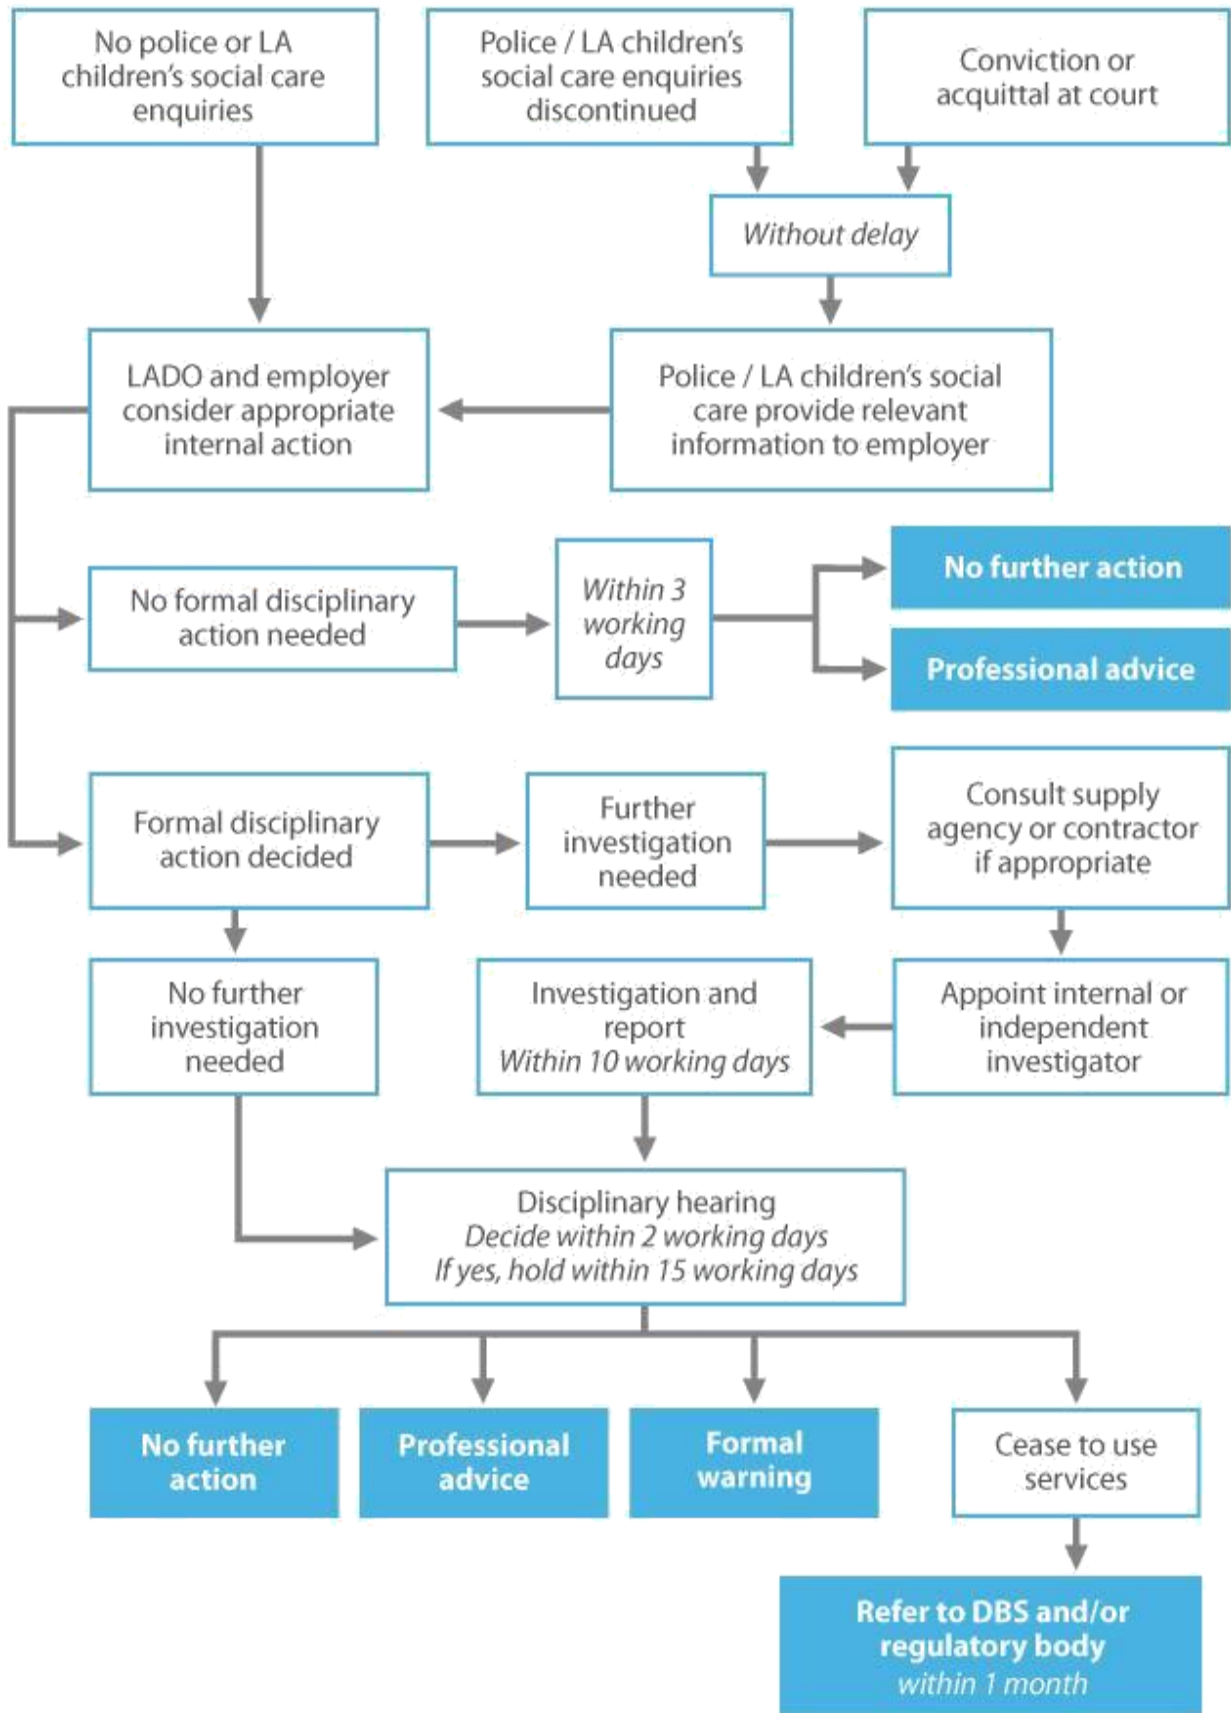 No police or LA
children's social care
enquiries
Police / LA children's
social care enquiries
discontinued
Conviction or
acquittal at court
Without delay
LADO and employer
consider appropriate
internal action
Police / LA children's social
care provide relevant
information to employer
No formal disciplinary
action needed
Within 3
working
days
No further action
Professional advice
Formal disciplinary
action decided
Further
investigation
needed
Consult supply
agency or contractor
if appropriate
No further
investigation
needed
Investigation and
report
Within 10 working days
Appoint internal or
independent
investigator
Disciplinary hearing
Decide within 2 working days
If yes, hold within 15 working days
No further
action
Professional
advice
Formal
warning
Cease to use
services
Refer to DBS and/or
regulatory body
within 1 month